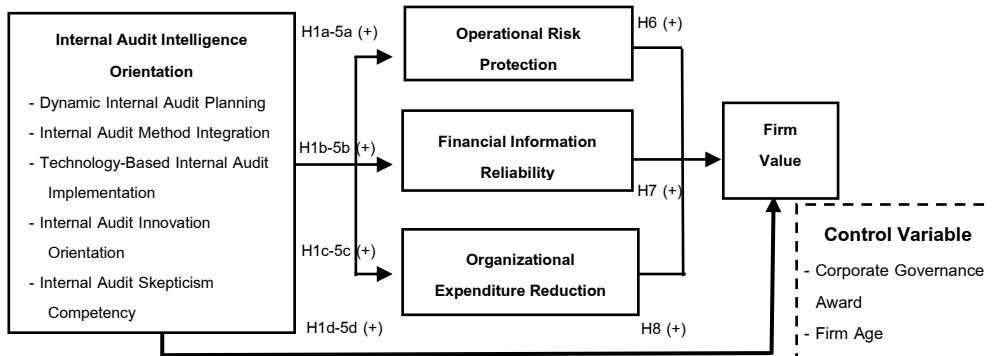 Internal Audit Intelligence
Orientation
- Dynamic Internal Audit Planning
- Internal Audit Method Integration
- Technology-Based Internal Audit
Implementation
- Internal Audit Innovation
Orientation
- Internal Audit Skepticism
Competency
H1a-5a (+)
H1b-5b (+)
H1c-5c (+)
H1d-5d (+)
Operational Risk
Protection
Financial Information
Reliability
Organizational
Expenditure Reduction
H6 (+)
H7 (+)
H8 (+)
Firm
Value
Control Variable
- Corporate Governance
Award
- Firm Age